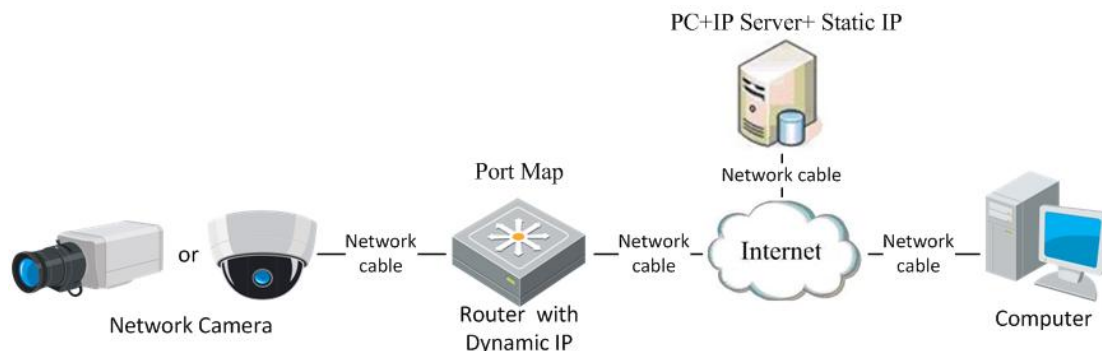 PC+IP Server+ Static IP
Network cable
Port Map
or
Network
cable
Network
cable
Internet
Network
cable
Network Camera
Router with
Dynamic IP
Computer